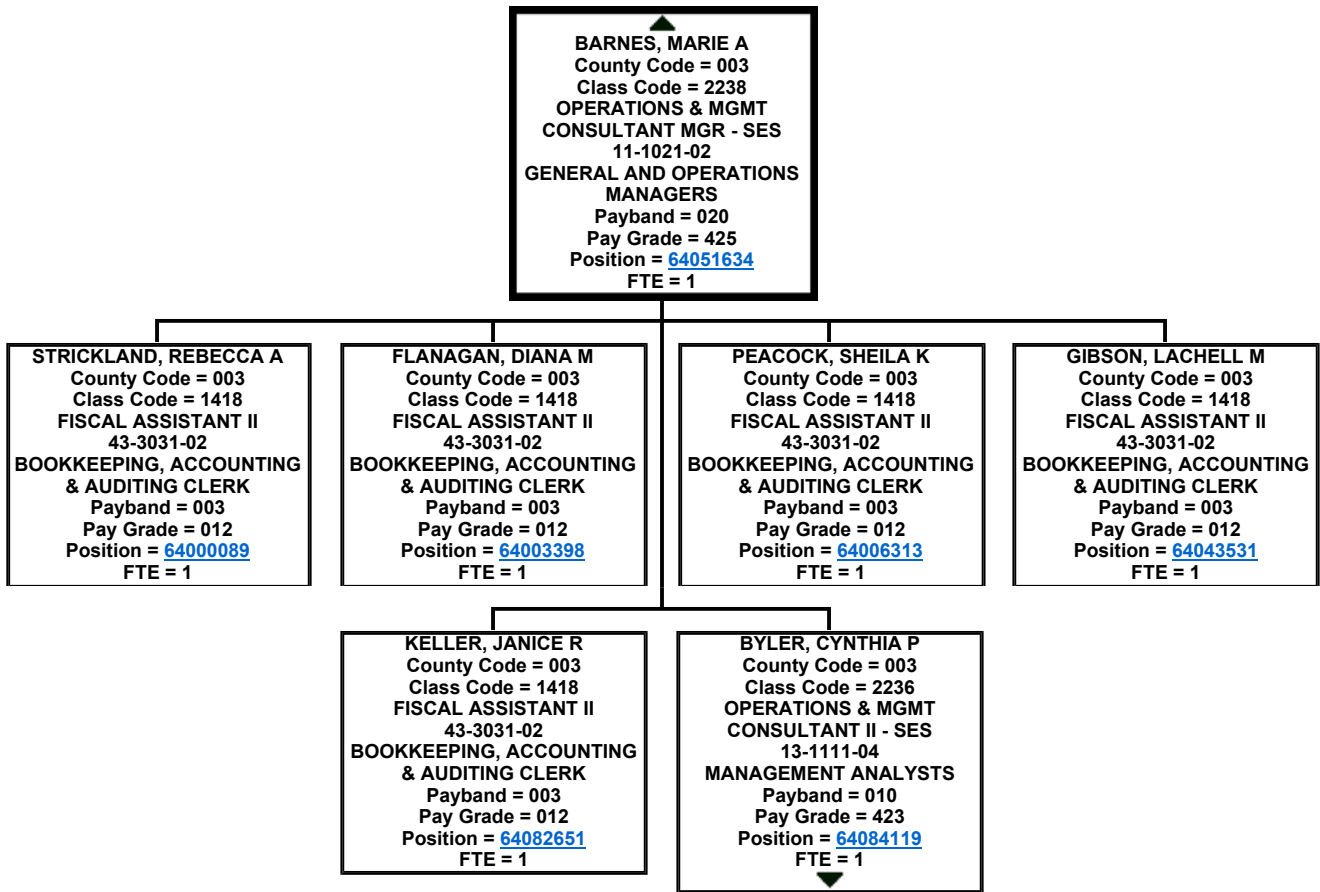 BARNES, MARIE A
County Code = 003
Class Code = 2238
OPERATIONS & MGMT
CONSULTANT MGR - SES
11-1021-02
GENERAL AND OPERATIONS
MANAGERS
Payband = 020
Pay Grade = 425
Position = 64051634
FTE = 1
STRICKLAND, REBECCA A
County Code = 003
Class Code = 1418
FISCAL ASSISTANT II
43-3031-02
BOOKKEEPING, ACCOUNTING
& AUDITING CLERK
Payband = 003
Pay Grade = 012
Position = 64000089
FTE = 1
FLANAGAN, DIANA M
County Code = 003
Class Code = 1418
FISCAL ASSISTANT II
43-3031-02
BOOKKEEPING, ACCOUNTING
& AUDITING CLERK
Payband = 003
Pay Grade = 012
Position = 64003398
FTE = 1
PEACOCK, SHEILA K
County Code = 003
Class Code = 1418
FISCAL ASSISTANT II
43-3031-02
BOOKKEEPING, ACCOUNTING
& AUDITING CLERK
Payband = 003
Pay Grade = 012
Position = 64006313
FTE = 1
GIBSON, LACHELL M
County Code = 003
Class Code = 1418
FISCAL ASSISTANT II
43-3031-02
BOOKKEEPING, ACCOUNTING
& AUDITING CLERK
Payband = 003
Pay Grade = 012
Position = 64043531
FTE = 1
KELLER, JANICE R
County Code = 003
Class Code = 1418
FISCAL ASSISTANT II
43-3031-02
BOOKKEEPING, ACCOUNTING
& AUDITING CLERK
Payband = 003
Pay Grade = 012
Position = 64082651
FTE = 1
BYLER, CYNTHIA P
County Code = 003
Class Code = 2236
OPERATIONS & MGMT
CONSULTANT II - SES
13-1111-04
MANAGEMENT ANALYSTS
Payband = 010
Pay Grade = 423
Position = 64084119
FTE = 1